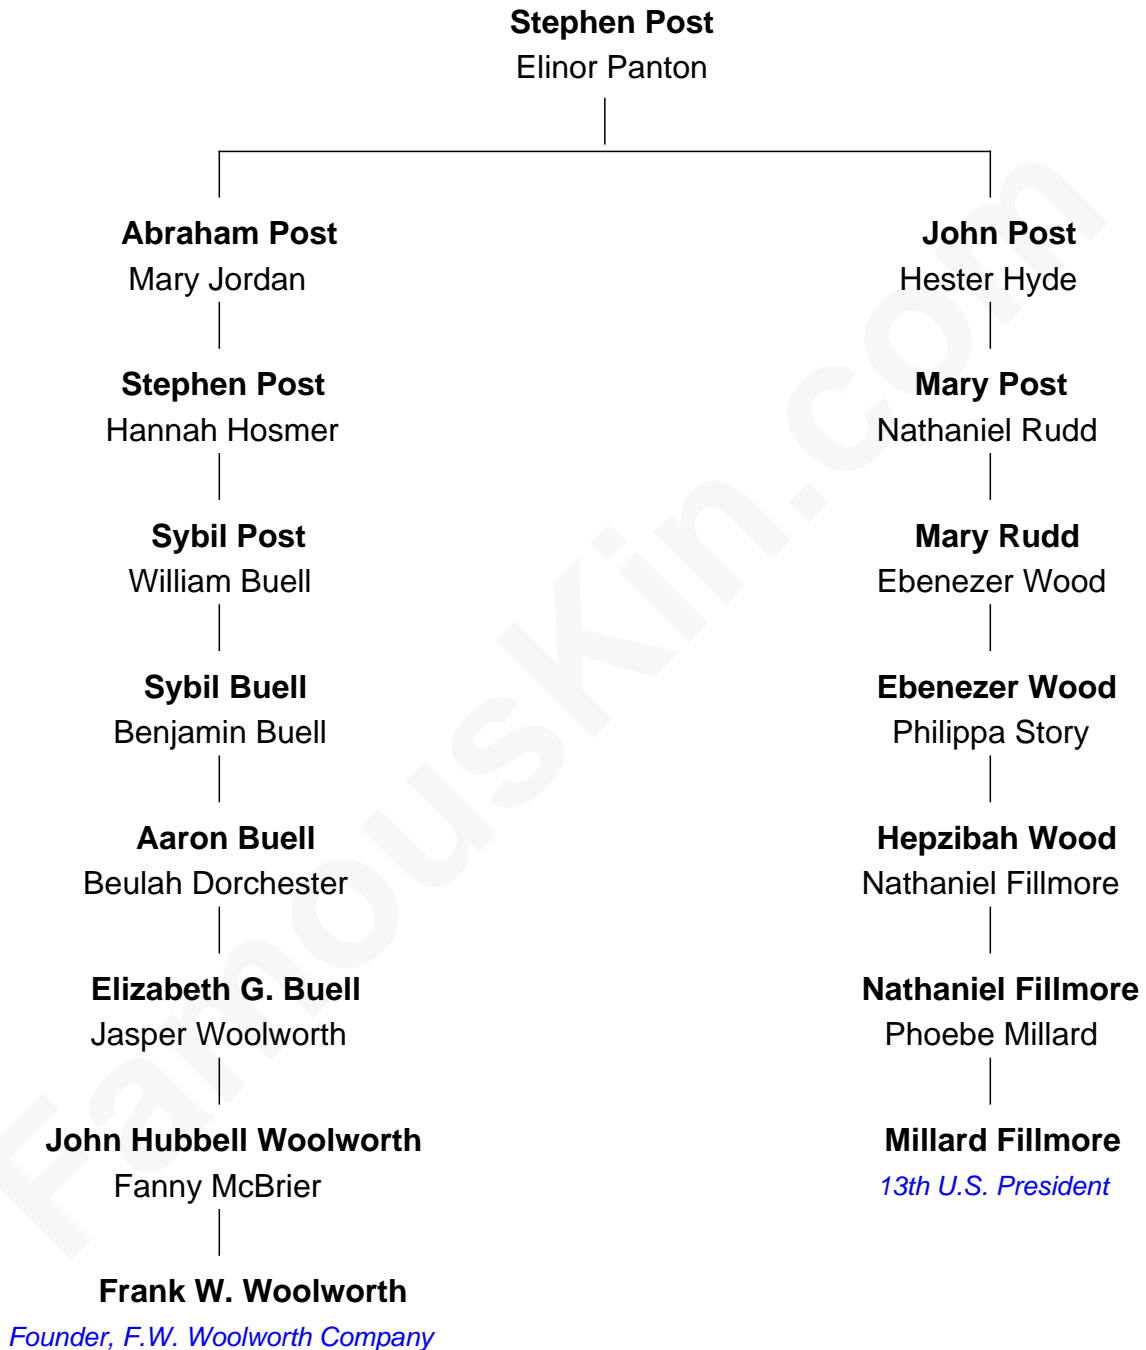 Stephen Post
Elinor Panton
Abraham Post
Mary Jordan
John Post
Hester Hyde
Stephen Post
Hannah Hosmer
Mary Post
Nathaniel Rudd
Sybil Post
William Buell
Mary Rudd
Ebenezer Wood
Sybil Buell
Benjamin Buell
Ebenezer Wood
Philippa Story
Aaron Buell
Beulah Dorchester
Hepzibah Wood
Nathaniel Fillmore
Elizabeth G. Buell
Jasper Woolworth
Nathaniel Fillmore
Phoebe Millard
John Hubbell Woolworth
Fanny McBrier
Millard Fillmore
13th U.S. President
Frank W. Woolworth
Founder, F.W. Woolworth Company
FamousKin.com